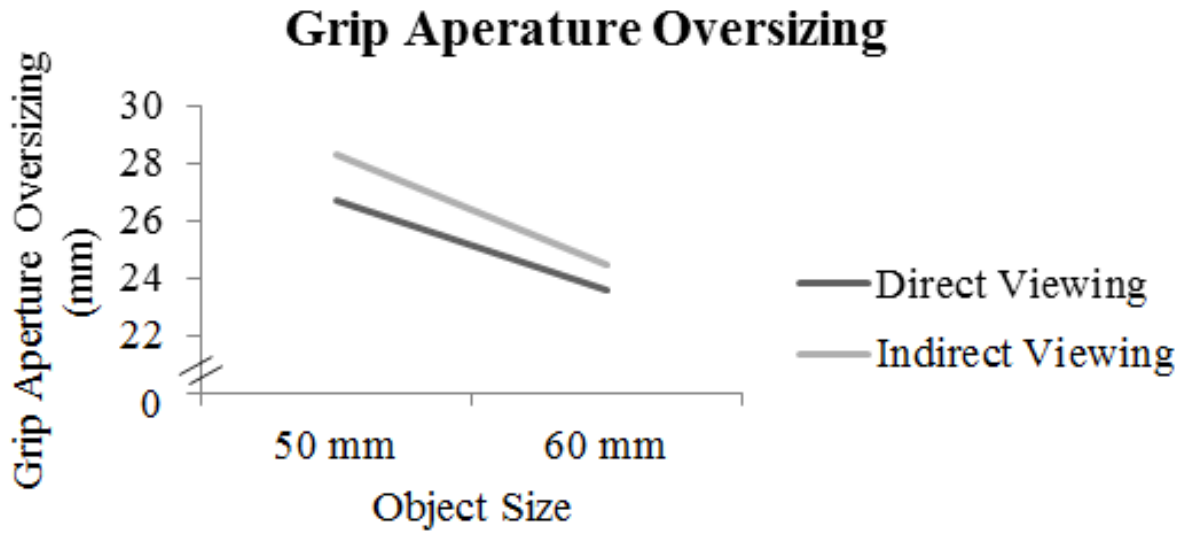 Grip Aperature Oversizing
Grip Aperture Oversizing
(mm)
30
28
26
24
22
0
50 mm
60 mm
Object Size
Direct Viewing
Indirect Viewing